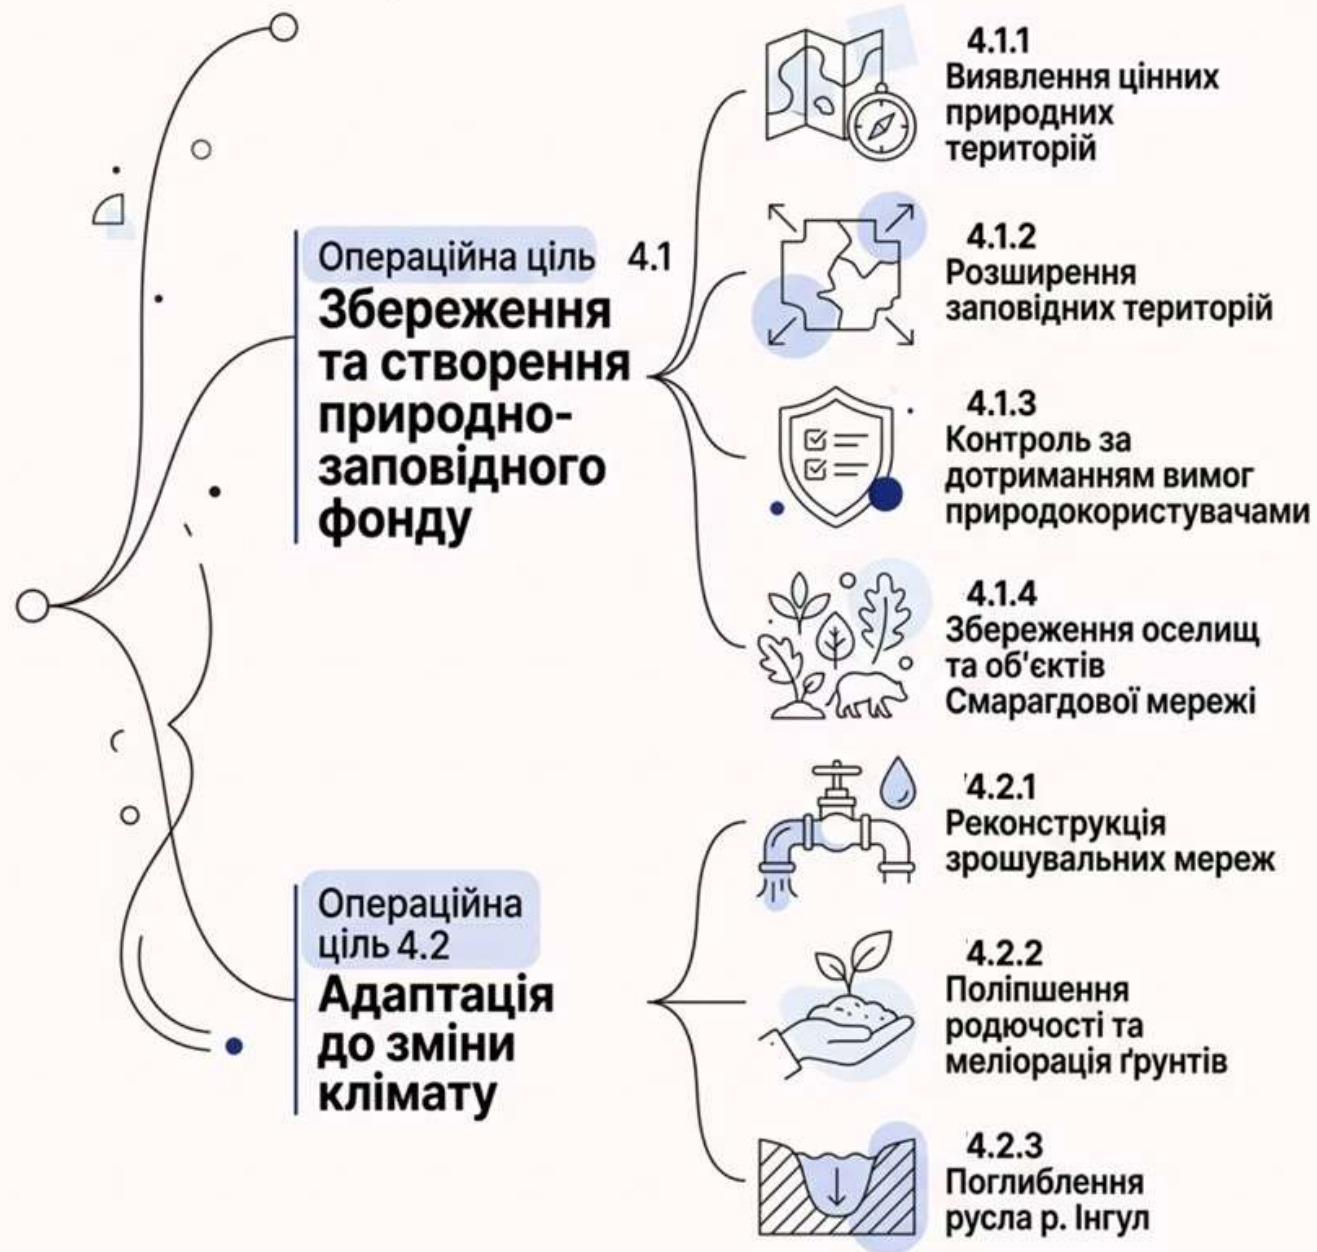 Операційна ціль 4.1
Збереження
та створення
природно-
заповідного
фонду
4.1.1
Виявлення цінних
природних
територій
4.1.2
Розширення
заповідних територій
4.1.3
Контроль за
дотриманням вимог
природокористувачами
4.1.4
Збереження оселищ
та об'єктів
Смарагдової мережі
Операційна
ціль 4.2
Адаптація
до зміни
клімату
4.2.1
Реконструкція
зрошувальних мереж
4.2.2
Поліпшення
родючості та
меліорація ґрунтів
4.2.3
Поглиблення
русла р. Інгул